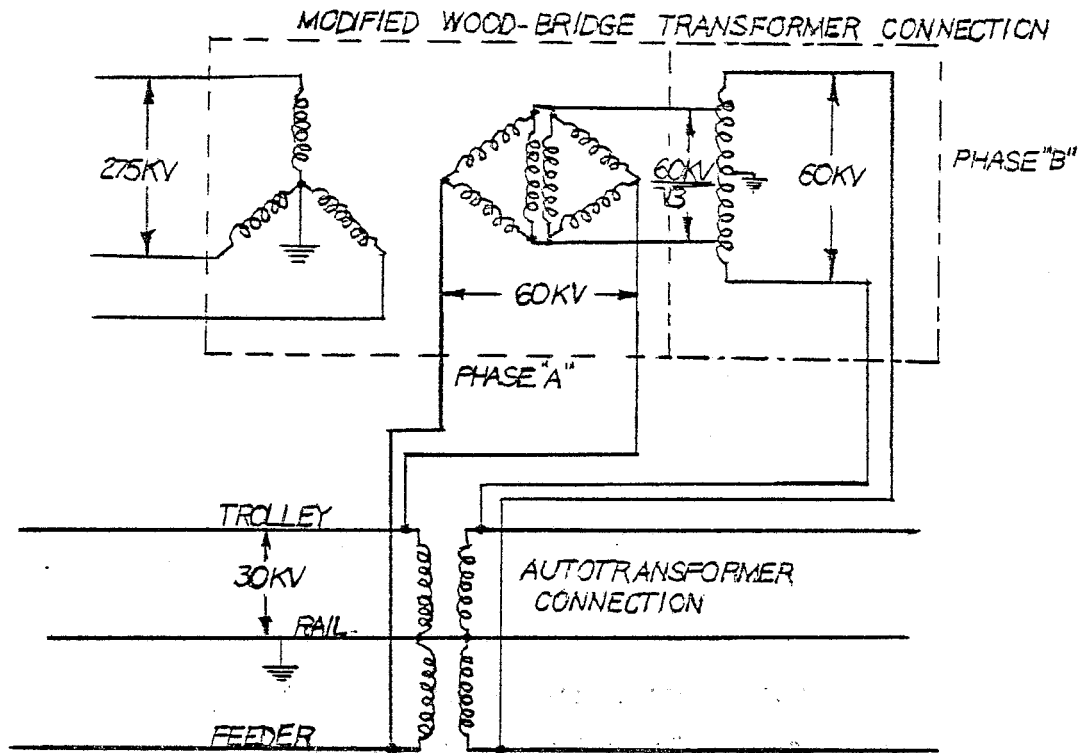 MODIFIED WOOD-BRIDGE TRANSFORMER CONNECTION
275KV
60KV
√3
60KV
PHASE "B"
60KV
PHASE "A"
TROLLEY
30KV
AUTOTRANSFORMER
CONNECTION
RAIL
FEEDER